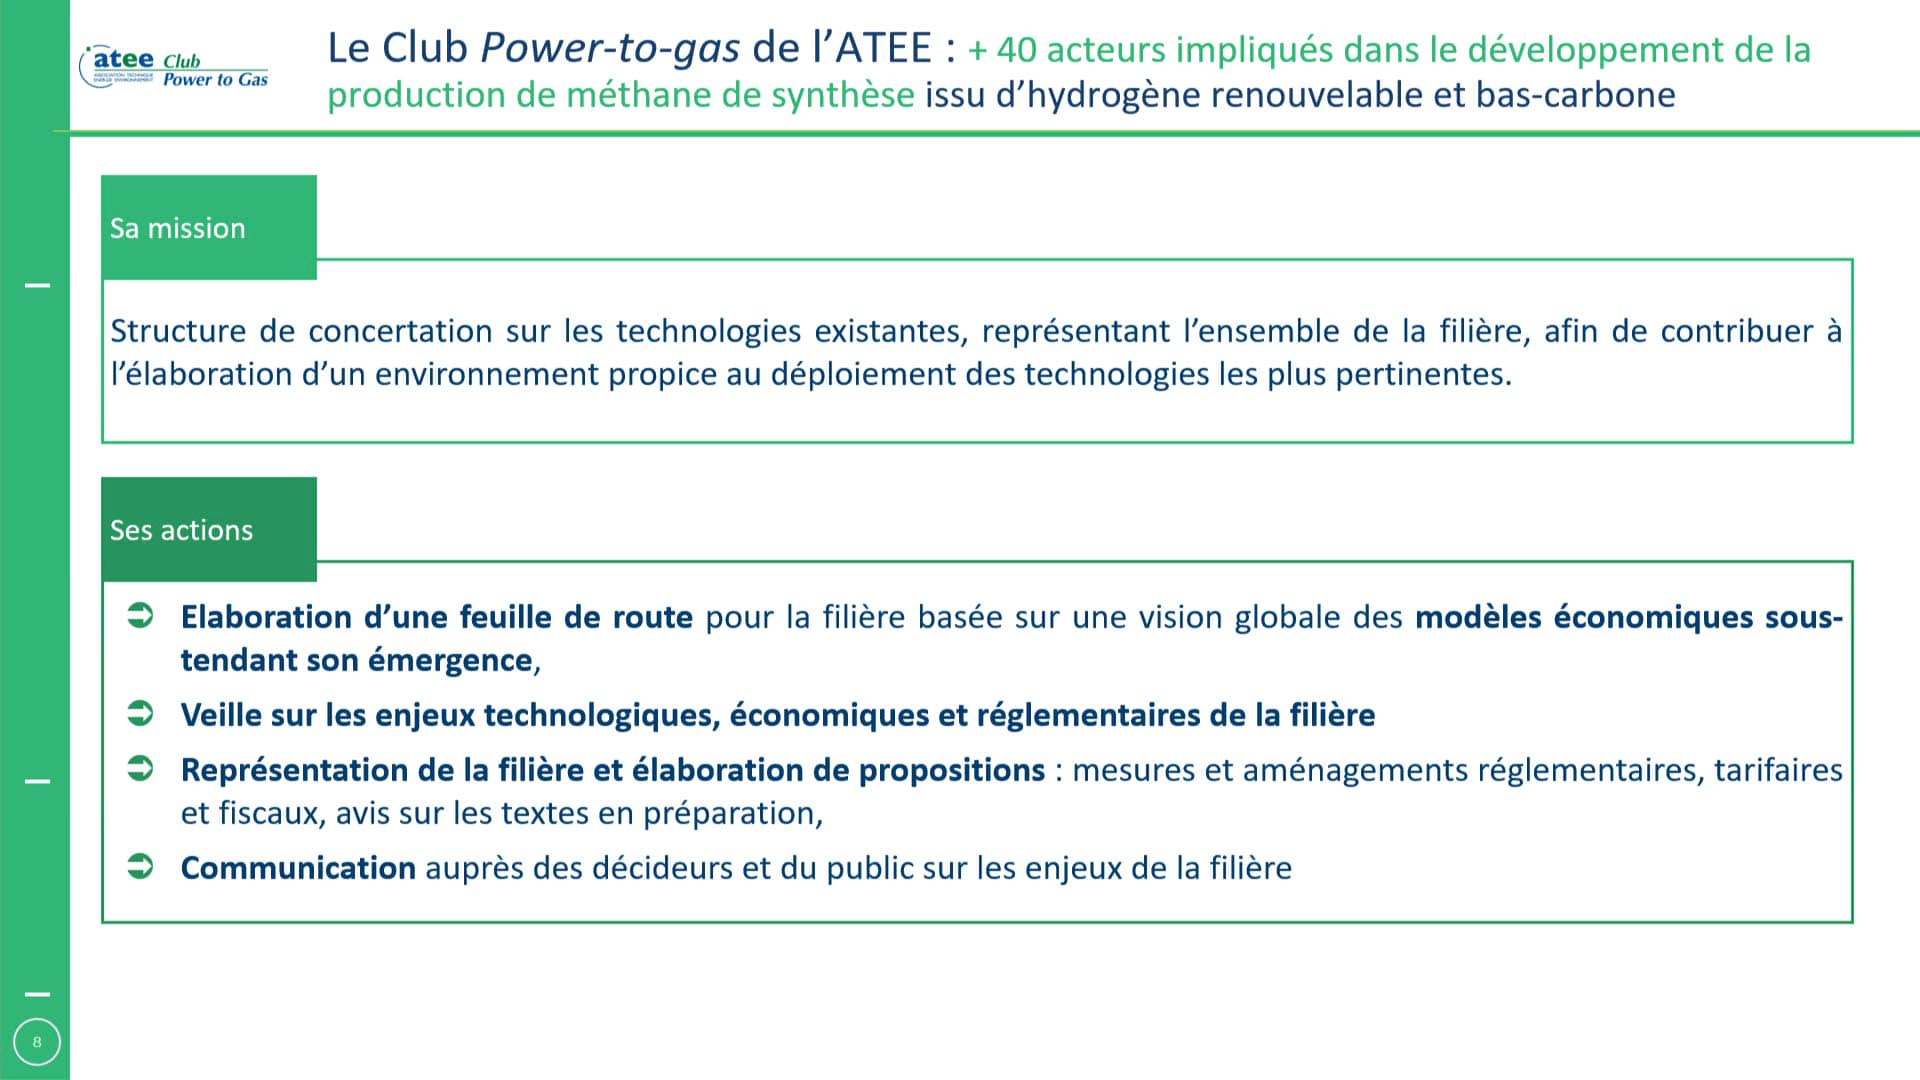 atee Club
ASSOCIATION TECHNIQUE
ENERGIE ENVIRONNEMENT
Power to Gas
Le Club Power-to-gas de l’ATEE : + 40 acteurs impliqués dans le développement de la
production de méthane de synthèse issu d’hydrogène renouvelable et bas-carbone
Sa mission
Structure de concertation sur les technologies existantes, représentant l’ensemble de la filière, afin de contribuer à
l’élaboration d’un environnement propice au déploiement des technologies les plus pertinentes.
Ses actions
Elaboration d’une feuille de route pour la filière basée sur une vision globale des modèles économiques sous-
tendant son émergence,
Veille sur les enjeux technologiques, économiques et réglementaires de la filière
Représentation de la filière et élaboration de propositions : mesures et aménagements réglementaires, tarifaires
et fiscaux, avis sur les textes en préparation,
Communication auprès des décideurs et du public sur les enjeux de la filière
8